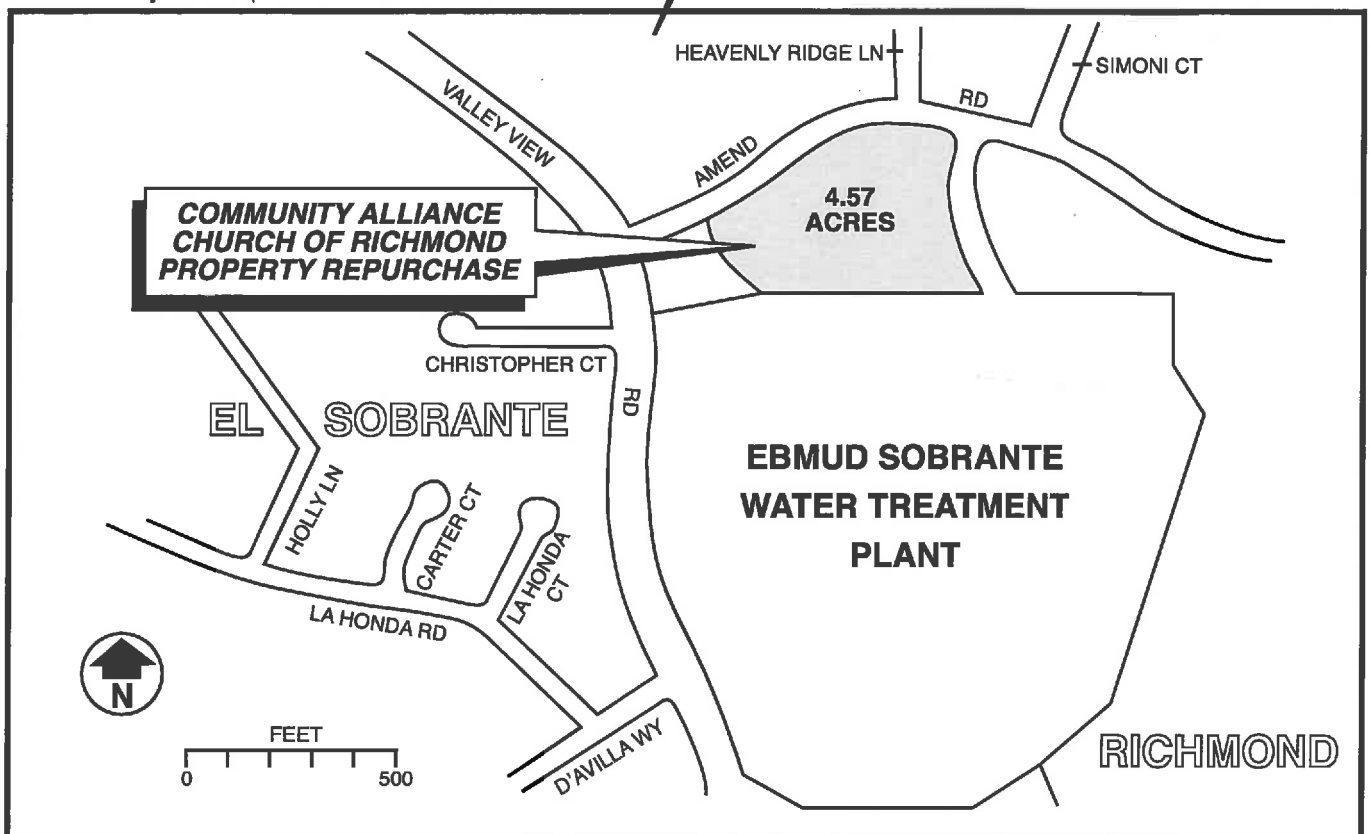 HEAVENLY RIDGE LN
SIMONI CT
VALLEY VIEW
RD
AMEND
4.57
ACRES
COMMUNITY ALLIANCE
CHURCH OF RICHMOND
PROPERTY REPURCHASE
CHRISTOPHER CT
RD
EL SOBRANTE
EBMUD SOBRANTE
WATER TREATMENT
PLANT
HOLLY LN
CARTER CT
LA HONDA
CT
LA HONDA RD
N
FEET
0 500
D'AVILLA WY
RICHMOND